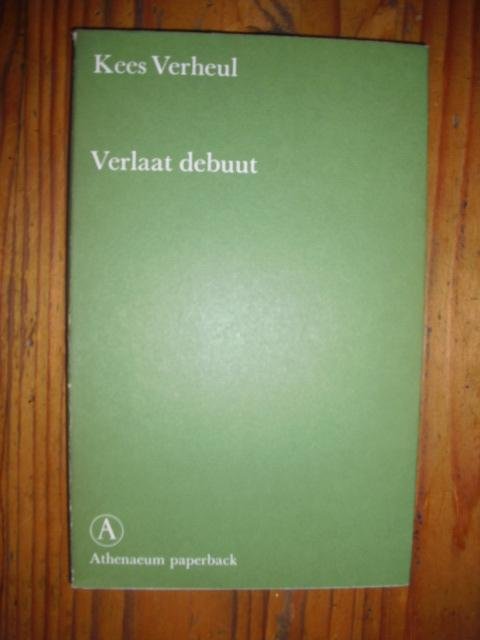 Kees Verheul
Verlaat debuut
A
Athenaeum paperback